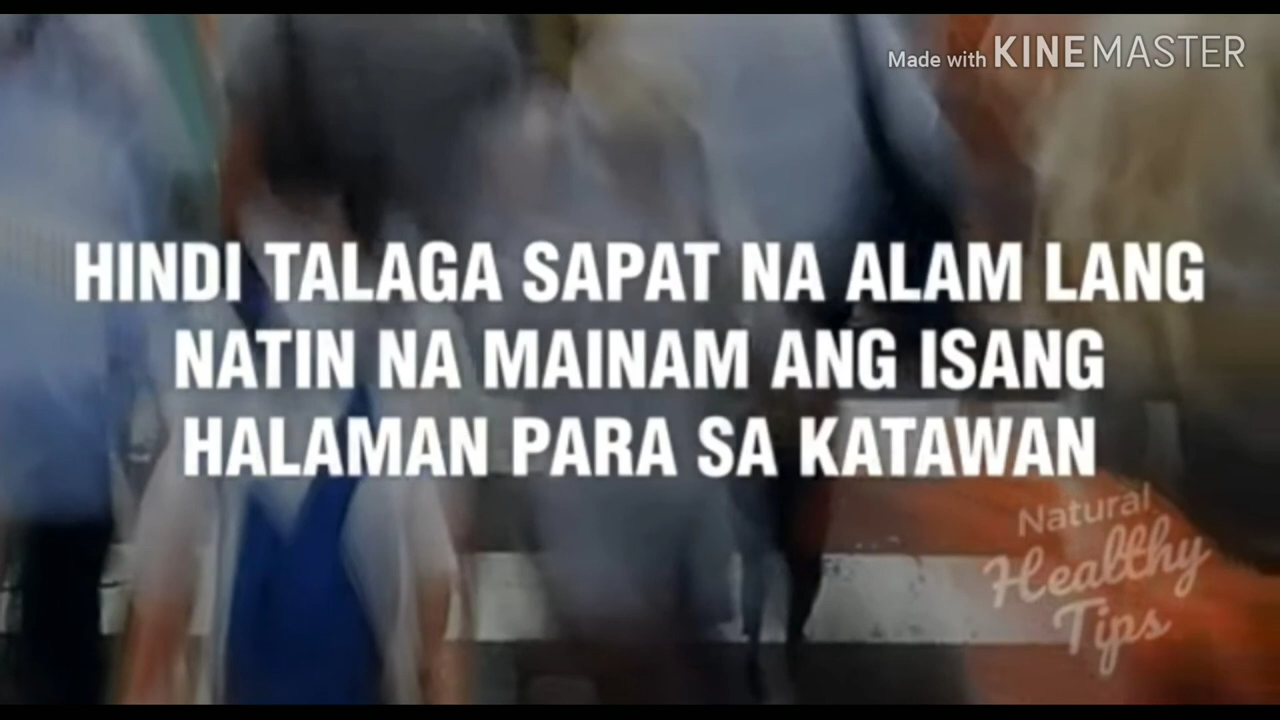 Made with KINEMASTER
HINDI TALAGA SAPAT NA ALAM LANG
NATIN NA MAINAM ANG ISANG
HALAMAN PARA SA KATAWAN
Natural
Healthy
Tips